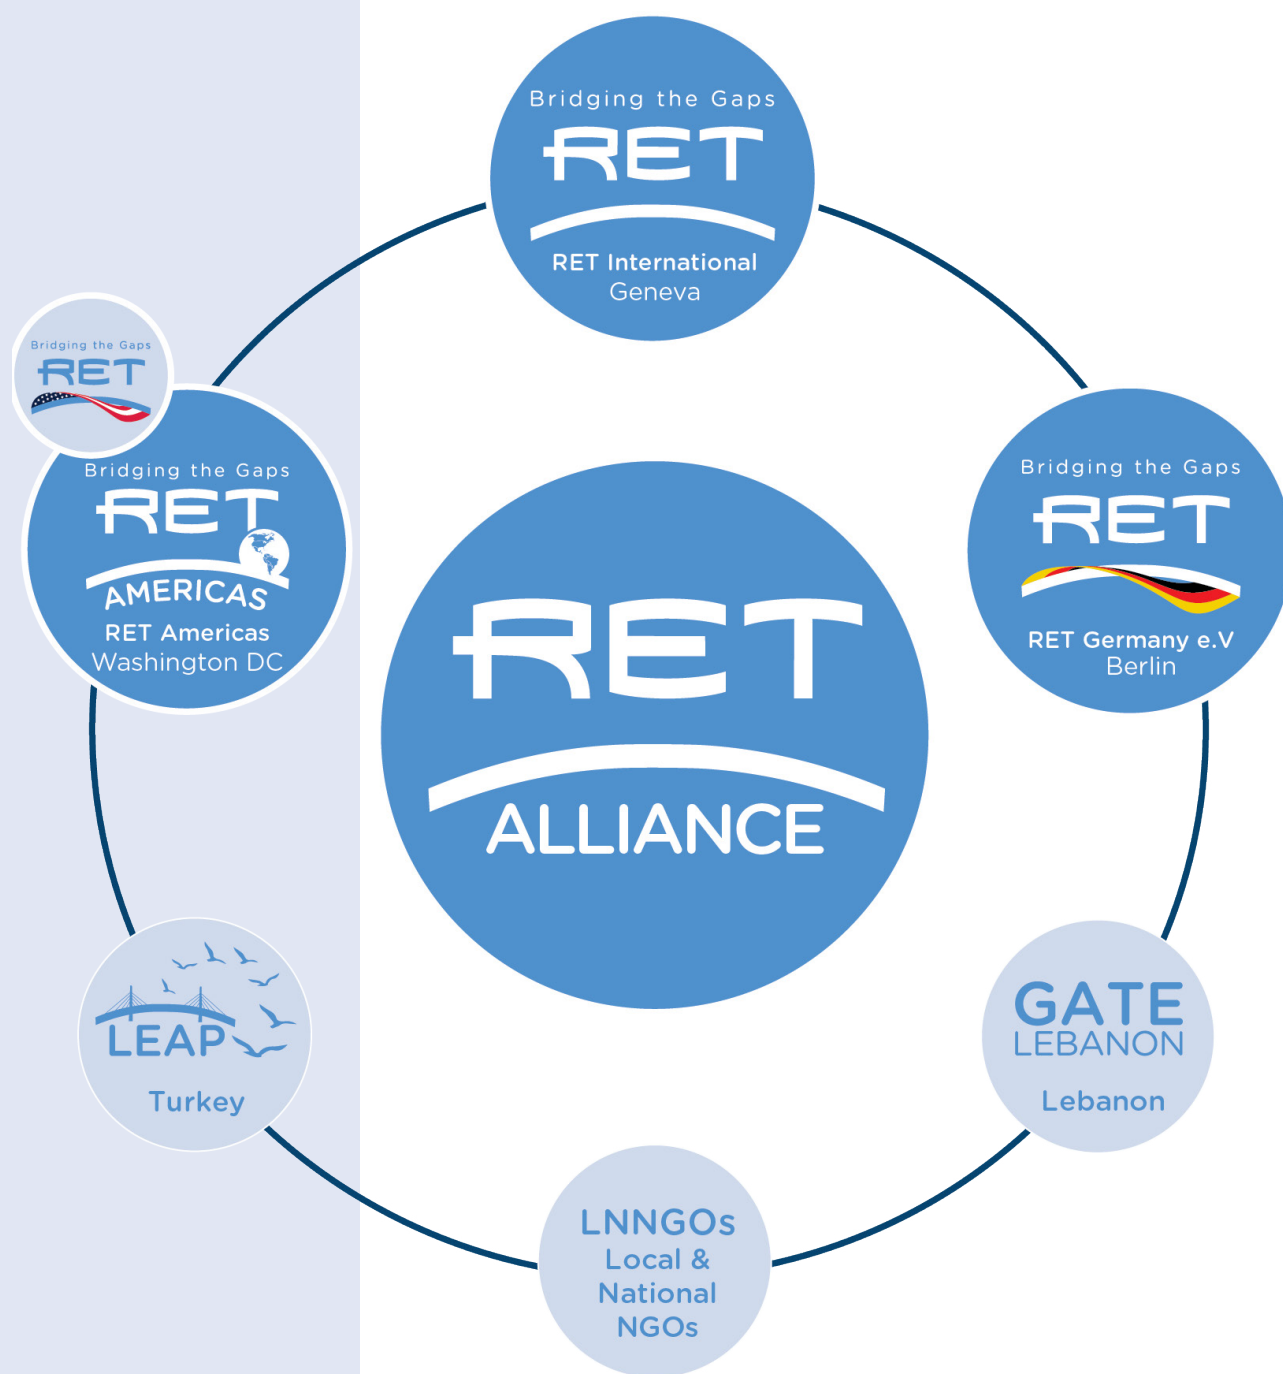 Bridging the Gaps
RET
RET International
Geneva
Bridging the Gaps
RET
Bridging the Gaps
RET
AMERICAS
RET Americas
Washington DC
Bridging the Gaps
RET
RET Germany e.V
Berlin
RET
ALLIANCE
LEAP
Turkey
GATE
LEBANON
Lebanon
LNNGOs
Local &
National
NGOs